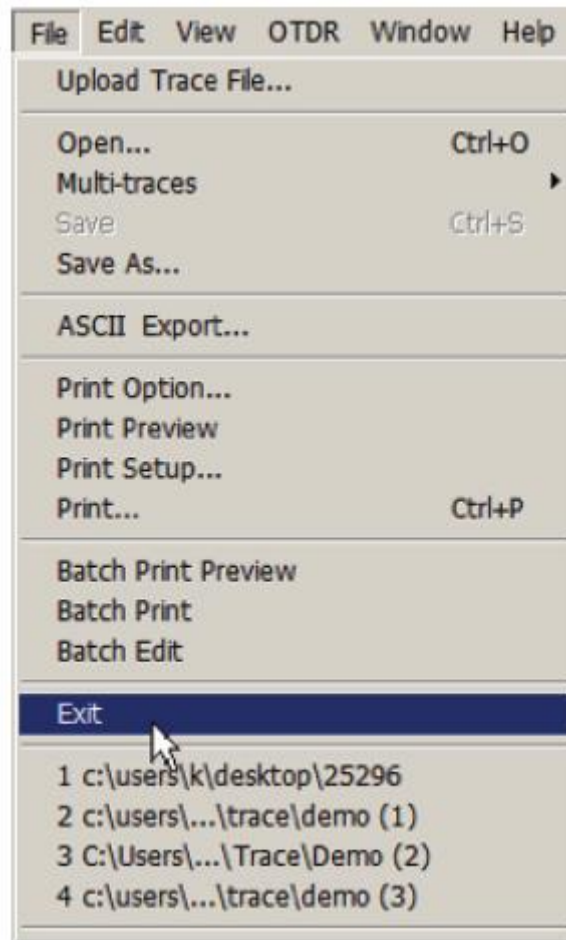 File Edit View OTDR Window Help
Upload Trace File...
Open... Ctrl+O
Multi-traces
Save Ctrl+S
Save As...
ASCII Export...
Print Option...
Print Preview
Print Setup...
Print... Ctrl+P
Batch Print Preview
Batch Print
Batch Edit
Exit
1 c:\users\k\desktop\25296
2 c:\users\...\trace\demo (1)
3 C:\Users\...\Trace\Demo (2)
4 c:\users\...\trace\demo (3)